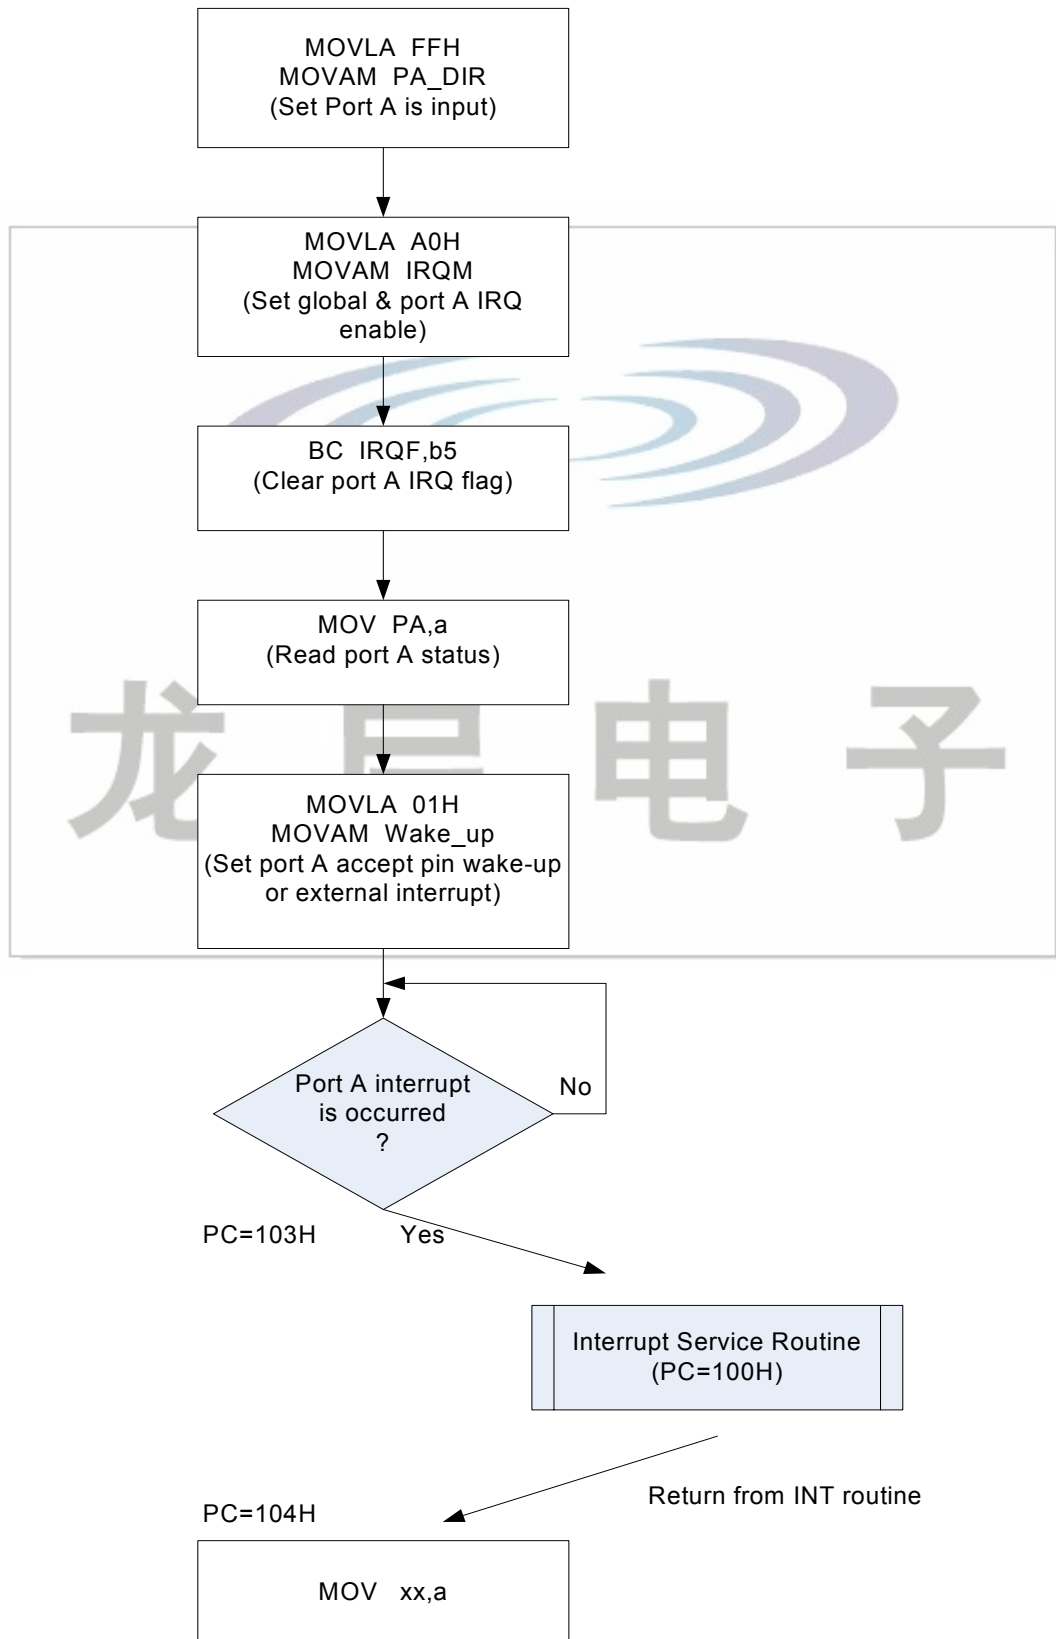 MOVLA FFH
MOVAM PA_DIR
(Set Port A is input)
MOVLA A0H
MOVAM IRQM
(Set global & port A IRQ
enable)
BC IRQF,b5
(Clear port A IRQ flag)
MOV PA,a
(Read port A status)
龙 电 子
MOVLA 01H
MOVAM Wake_up
(Set port A accept pin wake-up
or external interrupt)
Port A interrupt
is occurred
?
No
PC=103H
Yes
Interrupt Service Routine
(PC=100H)
Return from INT routine
PC=104H
MOV xx,a